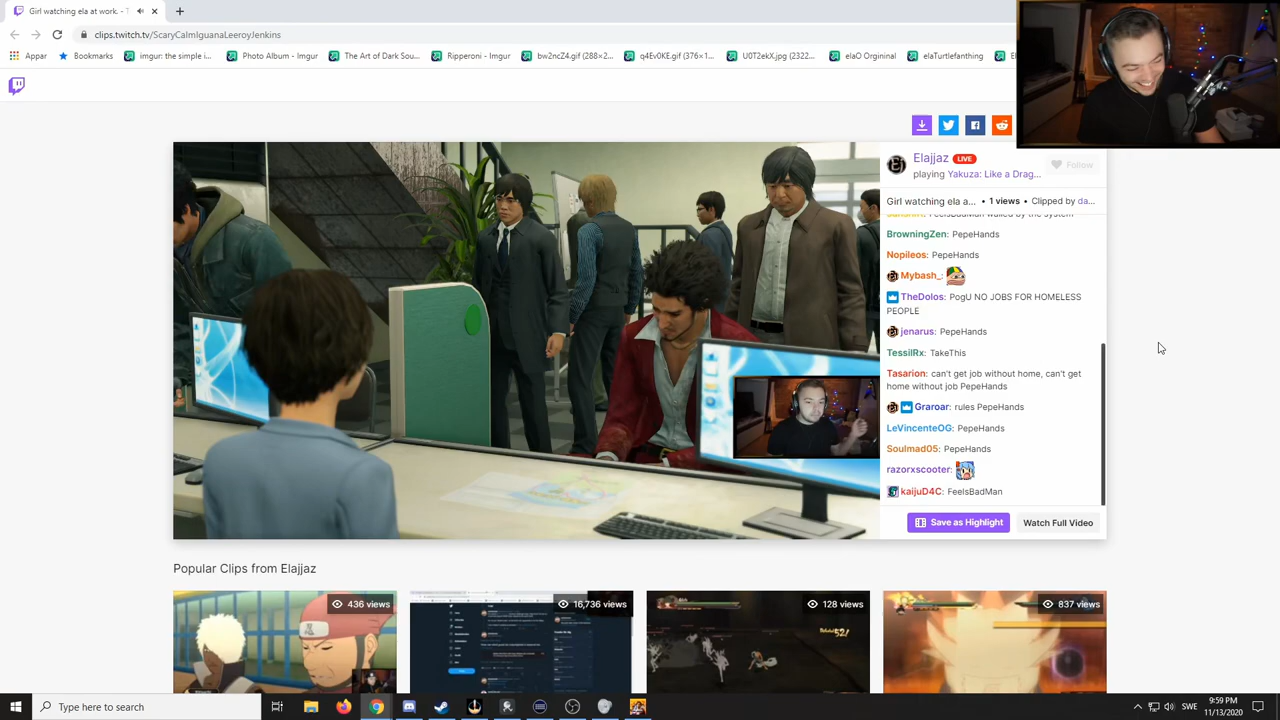 Girl watching ela at work. - T
clips.twitch.tv/ScaryCalmIguanaLeeroyJenkins
Appar
Bookmarks
imgur: the simple i...
Photo Album - Imgur
The Art of Dark Sou...
Ripperoni - Imgur
bw2ncZ4.gif (288×2...
q4Ev0KE.gif (376×1...
U0T2ekX.jpg (2322...
elaO Orgininal
elaTurtlefanthing
Elajjaz LIVE
Follow
playing Yakuza: Like a Drag...
Girl watching ela a... • 1 views • Clipped by da...
BrowningZen: PepeHands
Nopileos: PepeHands
Mybash_:
TheDolos: PogU NO JOBS FOR HOMELESS
PEOPLE
jenarus: PepeHands
TessilRx: TakeThis
Tasarion: can't get job without home, can't get
home without job PepeHands
Graroar: rules PepeHands
LeVincenteOG: PepeHands
Soulmad05: PepeHands
razorxscooter:
kaijuD4C: FeelsBadMan
Save as Highlight
Watch Full Video
Popular Clips from Elajjaz
436 views
16,736 views
128 views
837 views
Type here to search
SWE
9:59 PM
11/13/2020